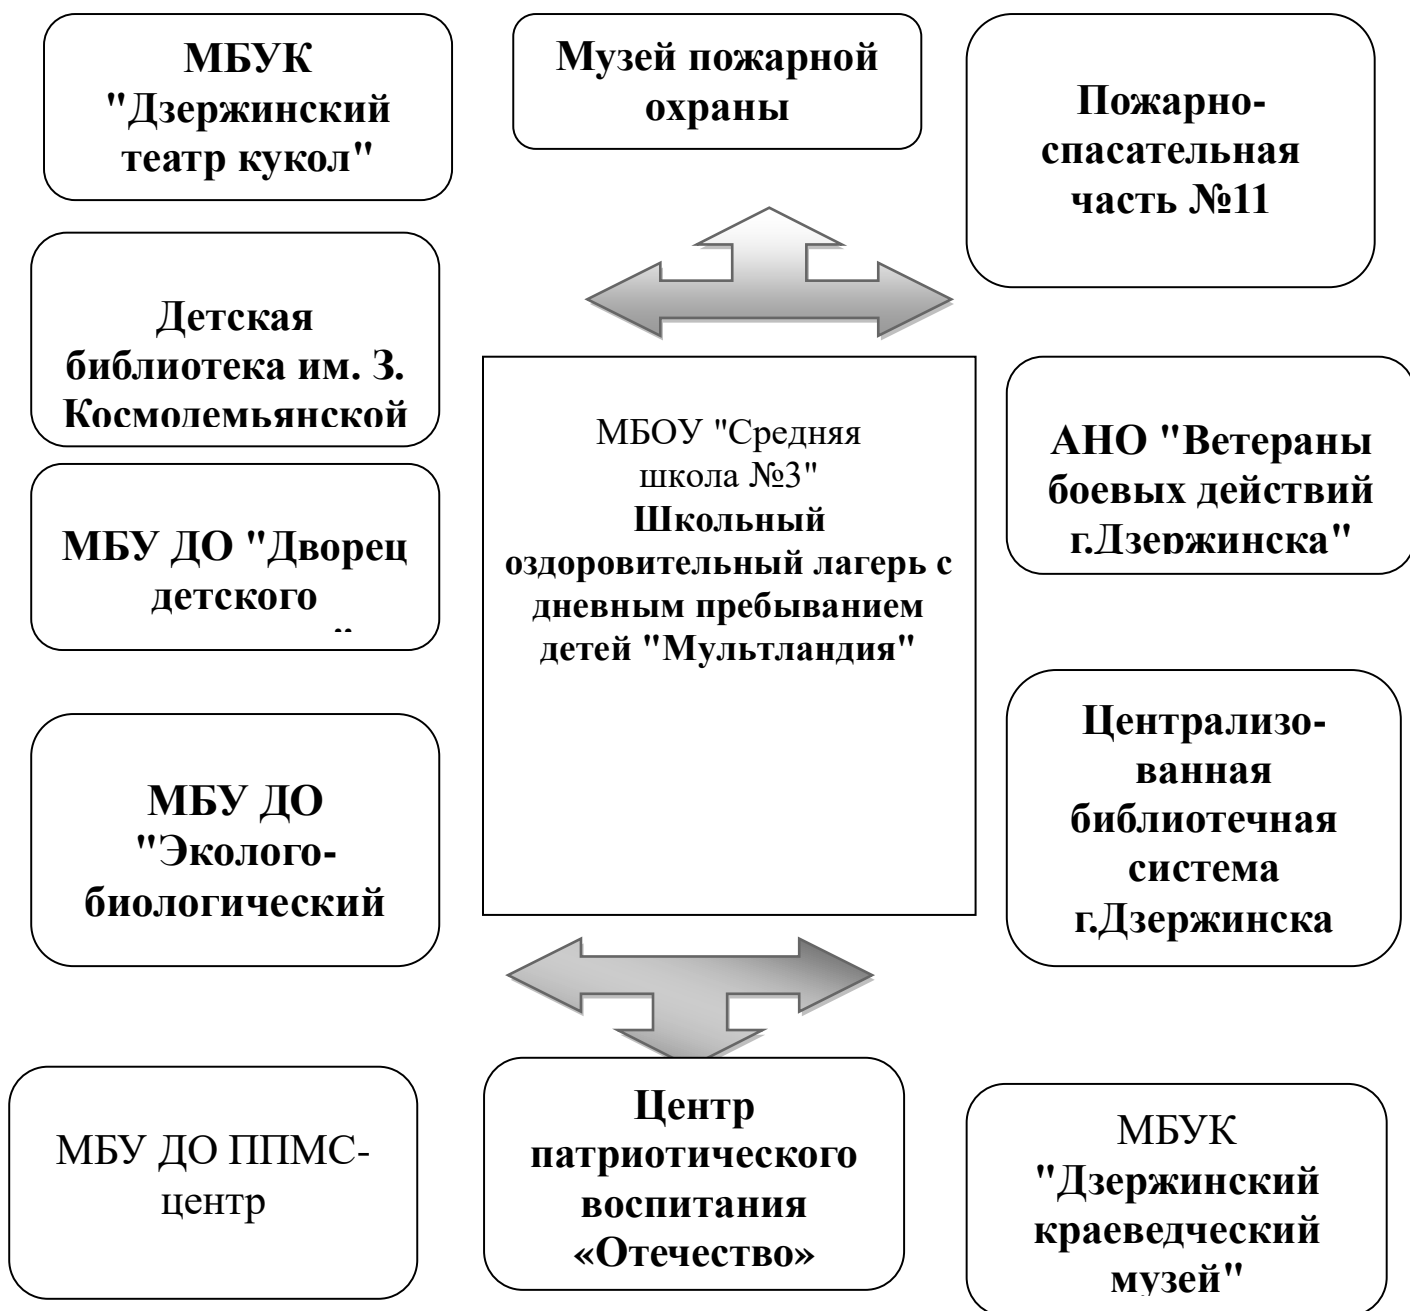 МБУК
"Дзержинский
театр кукол"
Музей пожарной
охраны
Пожарно-
спасательная
часть №11
Детская
библиотека им. З.
Космодемьянской
МБОУ "Средняя
школа №3"
Школьный
оздоровительный лагерь с
дневным пребыванием
детей "Мультландия"
АНО "Ветераны
боевых действий
г.Дзержинска"
МБУ ДО "Дворец
детского
МБУ ДО
"Эколого-
биологический
Централизо-
ванная
библиотечная
система
г.Дзержинска
МБУ ДО ППМС-
центр
Центр
патриотического
воспитания
«Отечество»
МБУК
"Дзержинский
краеведческий
музей"